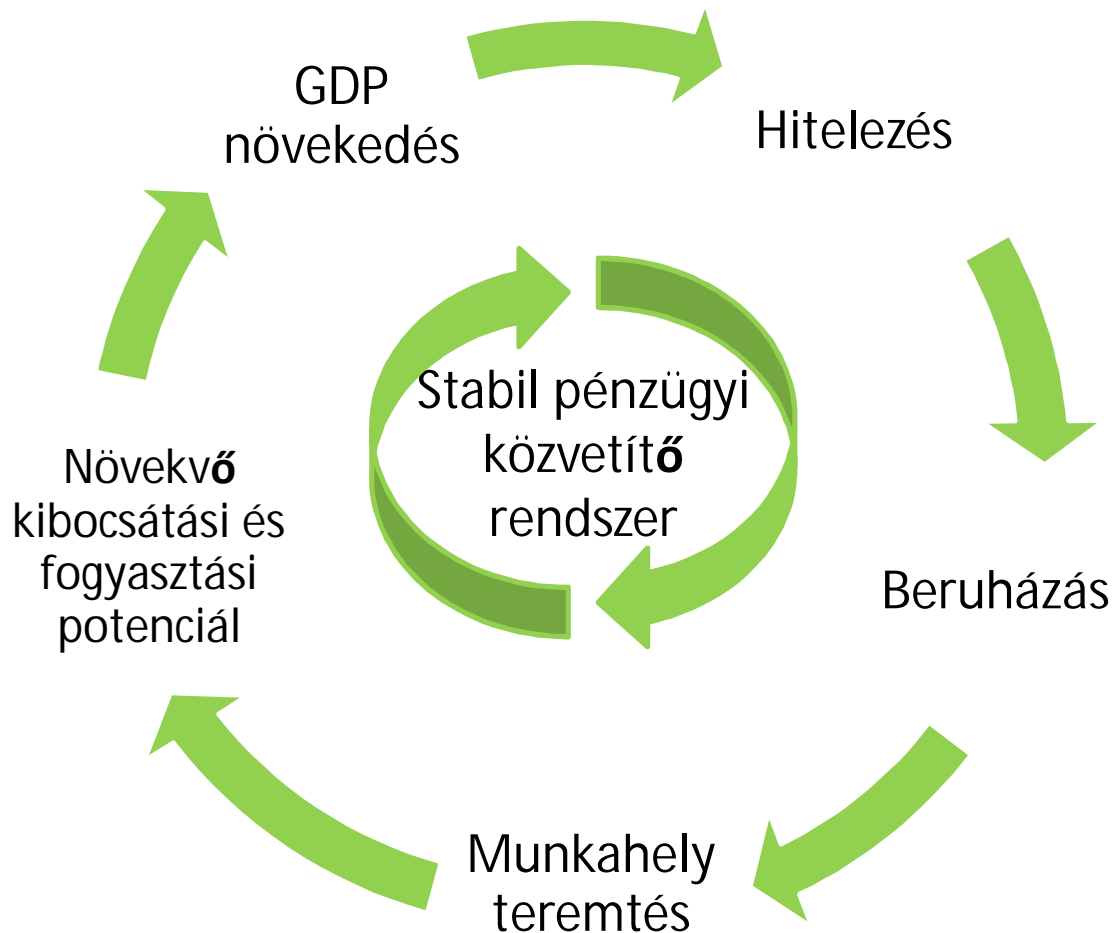 GDP
növekedés
Hitelezés
Beruházás
Munkahely
teremtés
Növekvő
kibocsátási és
fogyasztási
potenciál
Stabil pénzügyi
közvetítő
rendszer